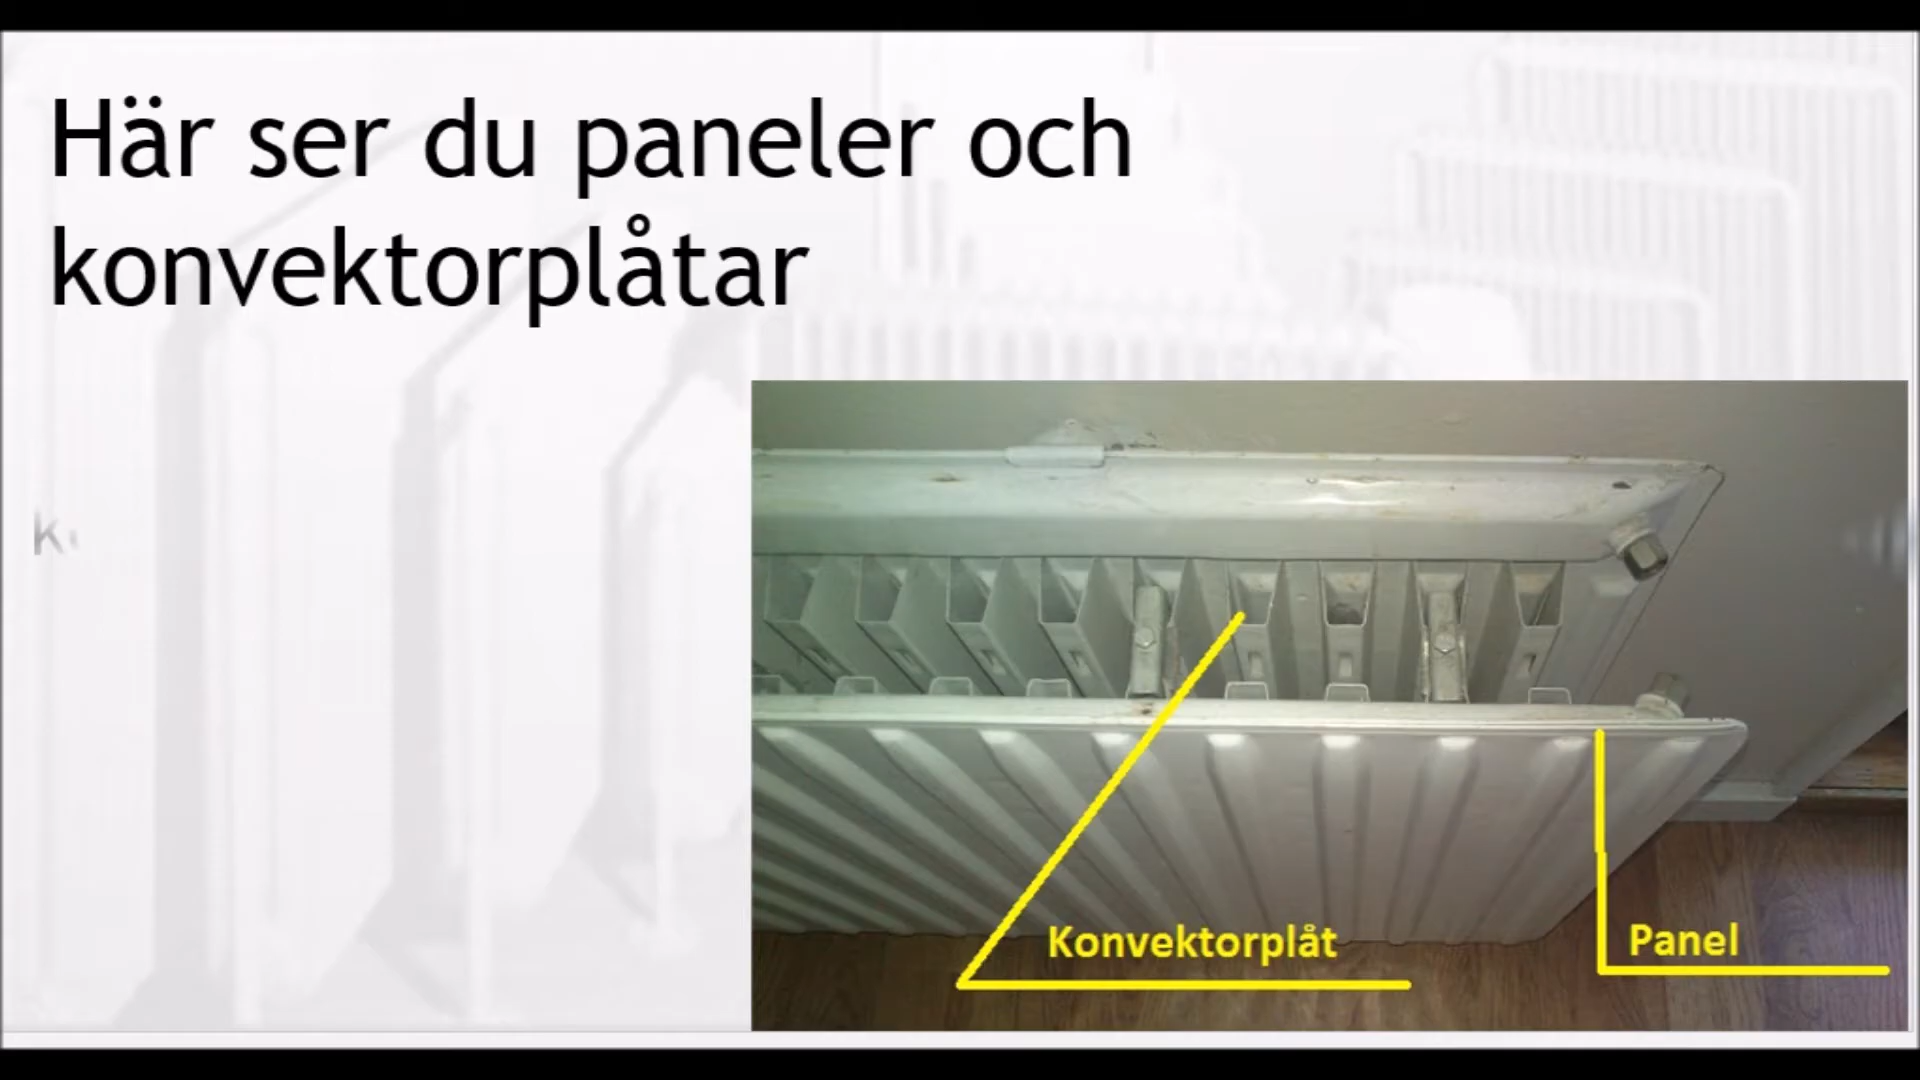 Här ser du paneler och
konvektorplåtar
Konvektorplåt
Panel